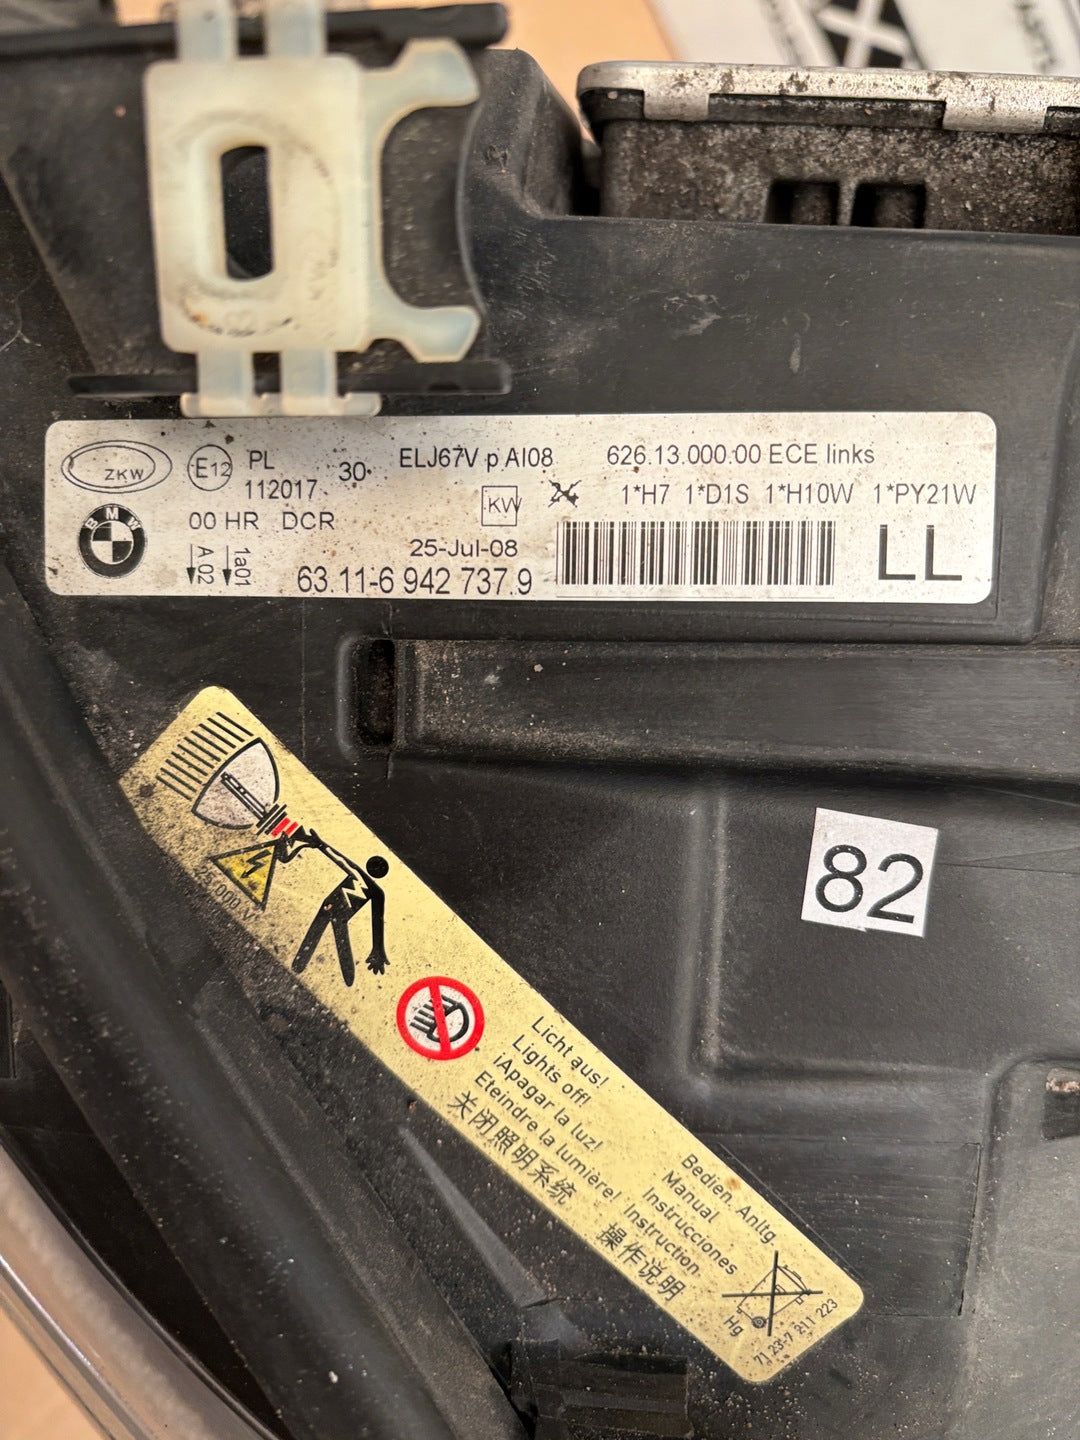 ZKW
E12
PL
112017
30
ELJ67V p AI08
626.13.000.00 ECE links
KW
1*H7 1*D1S 1*H10W 1*PY21W
BMW
00 HR DCR
A 02
1a01
25-Jul-08
63.11-6 942 737.9
LL
82
25 000 V
Licht aus!
Lights off!
¡Apagar la luz!
Eteindre la lumière!
关闭照明系统
Bedien. Anltg.
Manual
Instrucciones
Instruction
操作说明
Hg
71 23-7 211 223